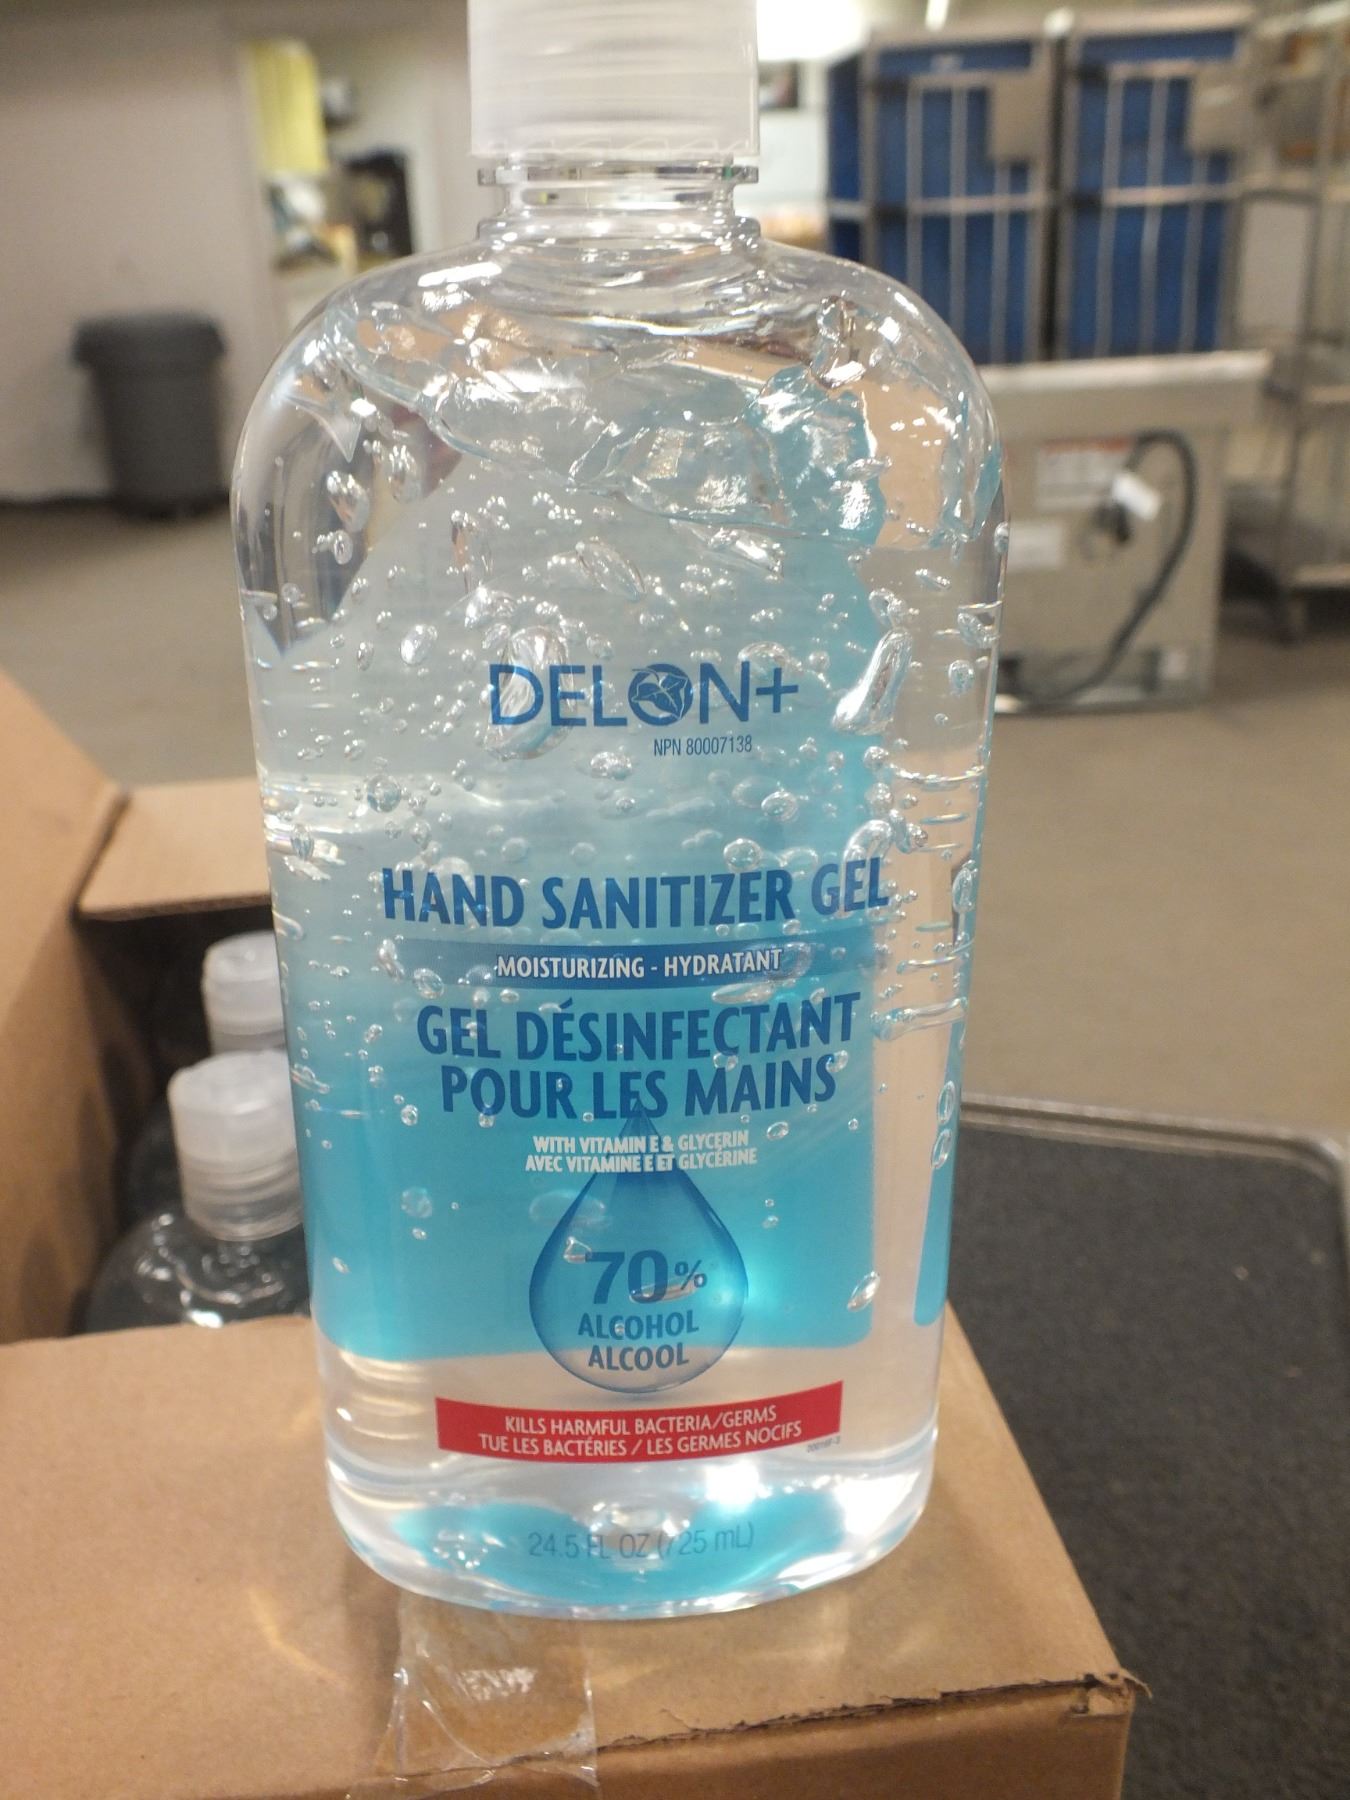 DELON+
NPN 80007138
HAND SANITIZER GEL
MOISTURIZING - HYDRATANT
GEL DÉSINFECTANT
POUR LES MAINS
WITH VITAMIN E & GLYCERIN
AVEC VITAMINE E ET GLYCÉRINE
70%
ALCOHOL
ALCOOL
KILLS HARMFUL BACTERIA/GERMS
TUE LES BACTÉRIES / LES GERMES NOCIFS
24.5 FL OZ (725 mL)